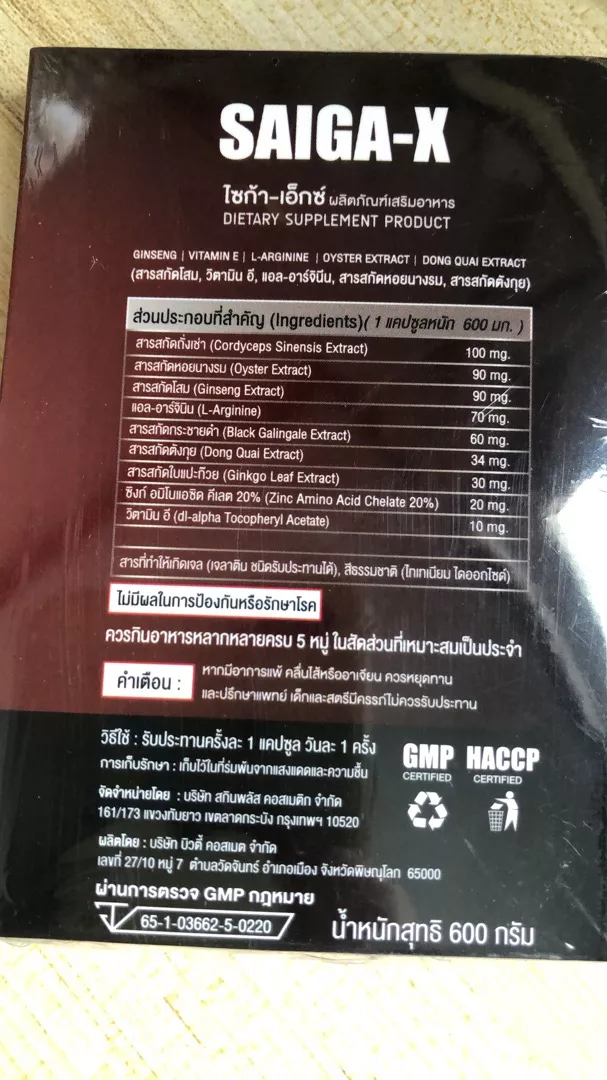 SAIGA-X
ไซก้า-เอ็กซ์ ผลิตภัณฑ์เสริมอาหาร
DIETARY SUPPLEMENT PRODUCT
GINSENG | VITAMIN E | L-ARGININE | OYSTER EXTRACT | DONG QUAI EXTRACT
(สารสกัดโสม, วิตามิน อี, แอล-อาร์จินีน, สารสกัดหอยนางรม, สารสกัดตังกุย)
ส่วนประกอบที่สำคัญ (Ingredients)( 1 แคปซูลหนัก 600 มก. )
สารสกัดถั่งเช่า (Cordyceps Sinensis Extract) 100 mg.
สารสกัดหอยนางรม (Oyster Extract) 90 mg.
สารสกัดโสม (Ginseng Extract) 90 mg.
แอล-อาร์จินีน (L-Arginine) 70 mg.
สารสกัดกระชายดำ (Black Galingale Extract) 60 mg.
สารสกัดตังกุย (Dong Quai Extract) 34 mg.
สารสกัดใบแปะก๊วย (Ginkgo Leaf Extract) 30 mg.
ซิงก์ อมิโนแอซิด คีเลต 20% (Zinc Amino Acid Chelate 20%) 20 mg.
วิตามิน อี (dl-alpha Tocopheryl Acetate) 10 mg.
สารที่ทำให้เกิดเจล (เจลาติน ชนิดรับประทานได้), สีธรรมชาติ (ไทเทเนียม ไดออกไซด์)
ไม่มีผลในการป้องกันหรือรักษาโรค
ควรกินอาหารหลากหลายครบ 5 หมู่ ในสัดส่วนที่เหมาะสมเป็นประจำ
คำเตือน : หากมีอาการแพ้ คลื่นไส้หรืออาเจียน ควรหยุดทาน
และปรึกษาแพทย์ เด็กและสตรีมีครรภ์ไม่ควรรับประทาน
วิธีใช้ : รับประทานครั้งละ 1 แคปซูล วันละ 1 ครั้ง
การเก็บรักษา : เก็บไว้ในที่ร่มพ้นจากแสงแดดและความชื้น
GMP HACCP
CERTIFIED CERTIFIED
จัดจำหน่ายโดย : บริษัท สกินพลัส คอสเมติก จำกัด
161/173 แขวงทับยาว เขตลาดกระบัง กรุงเทพฯ 10520
ผลิตโดย : บริษัท บิวตี้ คอสเมต จำกัด
เลขที่ 27/10 หมู่ 7 ตำบลวัดจันทร์ อำเภอเมือง จังหวัดพิษณุโลก 65000
ผ่านการตรวจ GMP กฎหมาย
65-1-03662-5-0220
น้ำหนักสุทธิ 600 กรัม